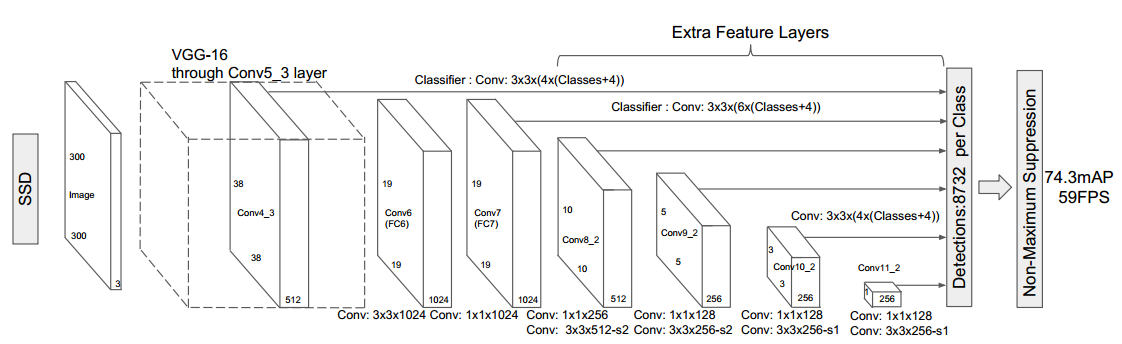 Extra Feature Layers
VGG-16
through Conv5_3 layer
Classifier : Conv: 3x3x(4x(Classes+4))
Classifier : Conv: 3x3x(6x(Classes+4))
SSD
300
Image
300
3
38
Conv4_3
38
512
19
Conv6
(FC6)
19
1024
19
Conv7
(FC7)
19
1024
10
Conv8_2
10
512
5
Conv9_2
5
256
Conv: 3x3x(4x(Classes+4))
3
Conv10_2
3
256
Conv11_2
1
256
Detections:8732 per Class
Non-Maximum Suppression
74.3mAP
59FPS
Conv: 3x3x1024
Conv: 1x1x1024
Conv: 1x1x256
Conv: 3x3x512-s2
Conv: 1x1x128
Conv: 3x3x256-s2
Conv: 1x1x128
Conv: 3x3x256-s1
Conv: 1x1x128
Conv: 3x3x256-s1